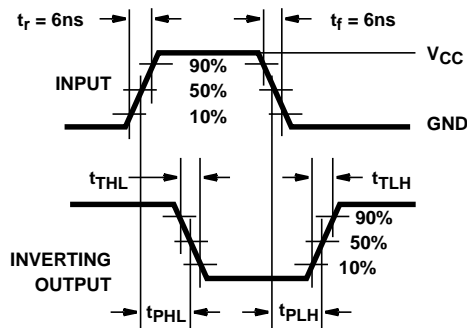 tr = 6ns
tf = 6ns
VCC
90%
INPUT
50%
10%
GND
tTHL
tTLH
90%
50%
INVERTING
10%
OUTPUT
tPHL
tPLH